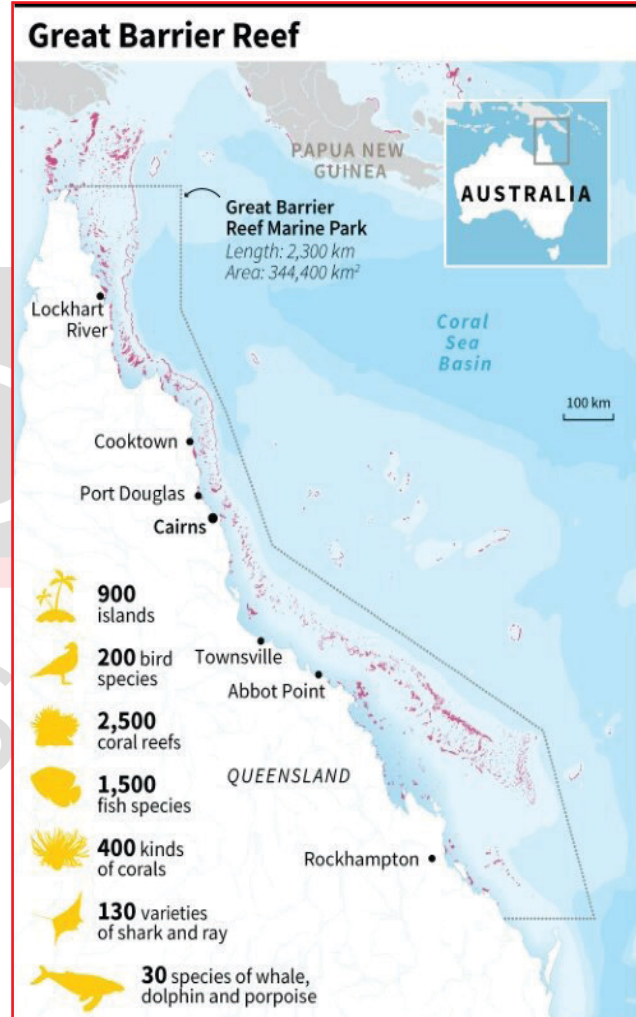 Great Barrier Reef
PAPUA NEW
GUINEA
AUSTRALIA
Great Barrier
Reef Marine Park
Length: 2,300 km
Area: 344,400 km²
Lockhart
River
Coral
Sea
Basin
100 km
Cooktown
Port Douglas
Cairns
900
islands
Townsville
200 bird
species
Abbot Point
2,500
coral reefs
QUEENSLAND
1,500
fish species
400 kinds
of corals
Rockhampton
130 varieties
of shark and ray
30 species of whale,
dolphin and porpoise